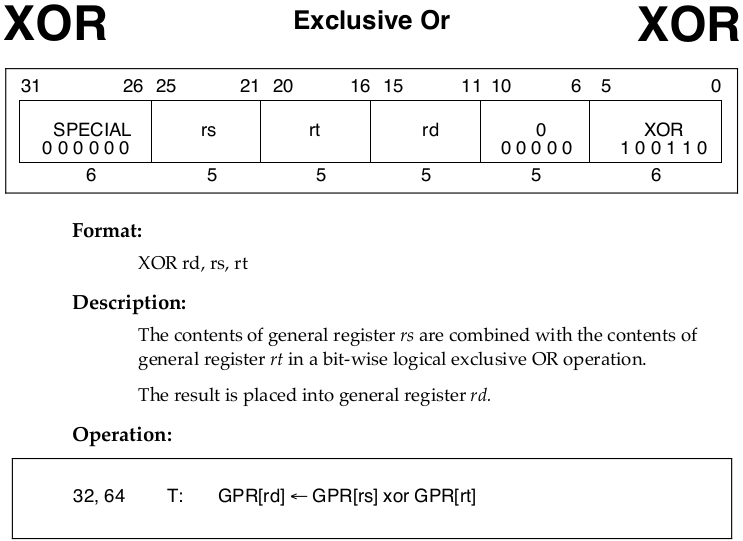 XOR Exclusive Or XOR
31 26 25 21 20 16 15 11 10 6 5 0
SPECIAL rs rt rd 0 XOR
0 0 0 0 0 0 0 0 0 0 0 1 0 0 1 1 0
6 5 5 5 5 6
Format:
XOR rd, rs, rt
Description:
The contents of general register rs are combined with the contents of
general register rt in a bit-wise logical exclusive OR operation.
The result is placed into general register rd.
Operation:
32, 64 T: GPR[rd] ← GPR[rs] xor GPR[rt]